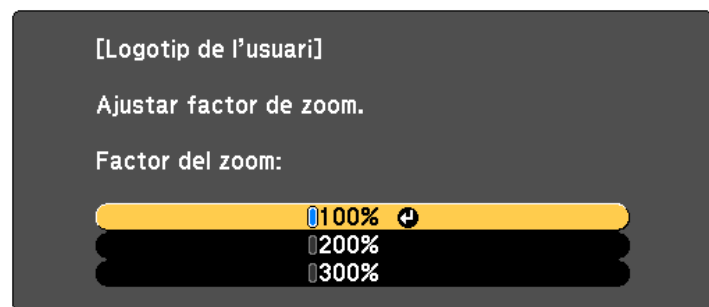 [Logotip de l’usuari]
Ajustar factor de zoom.
Factor del zoom:
100%
200%
300%